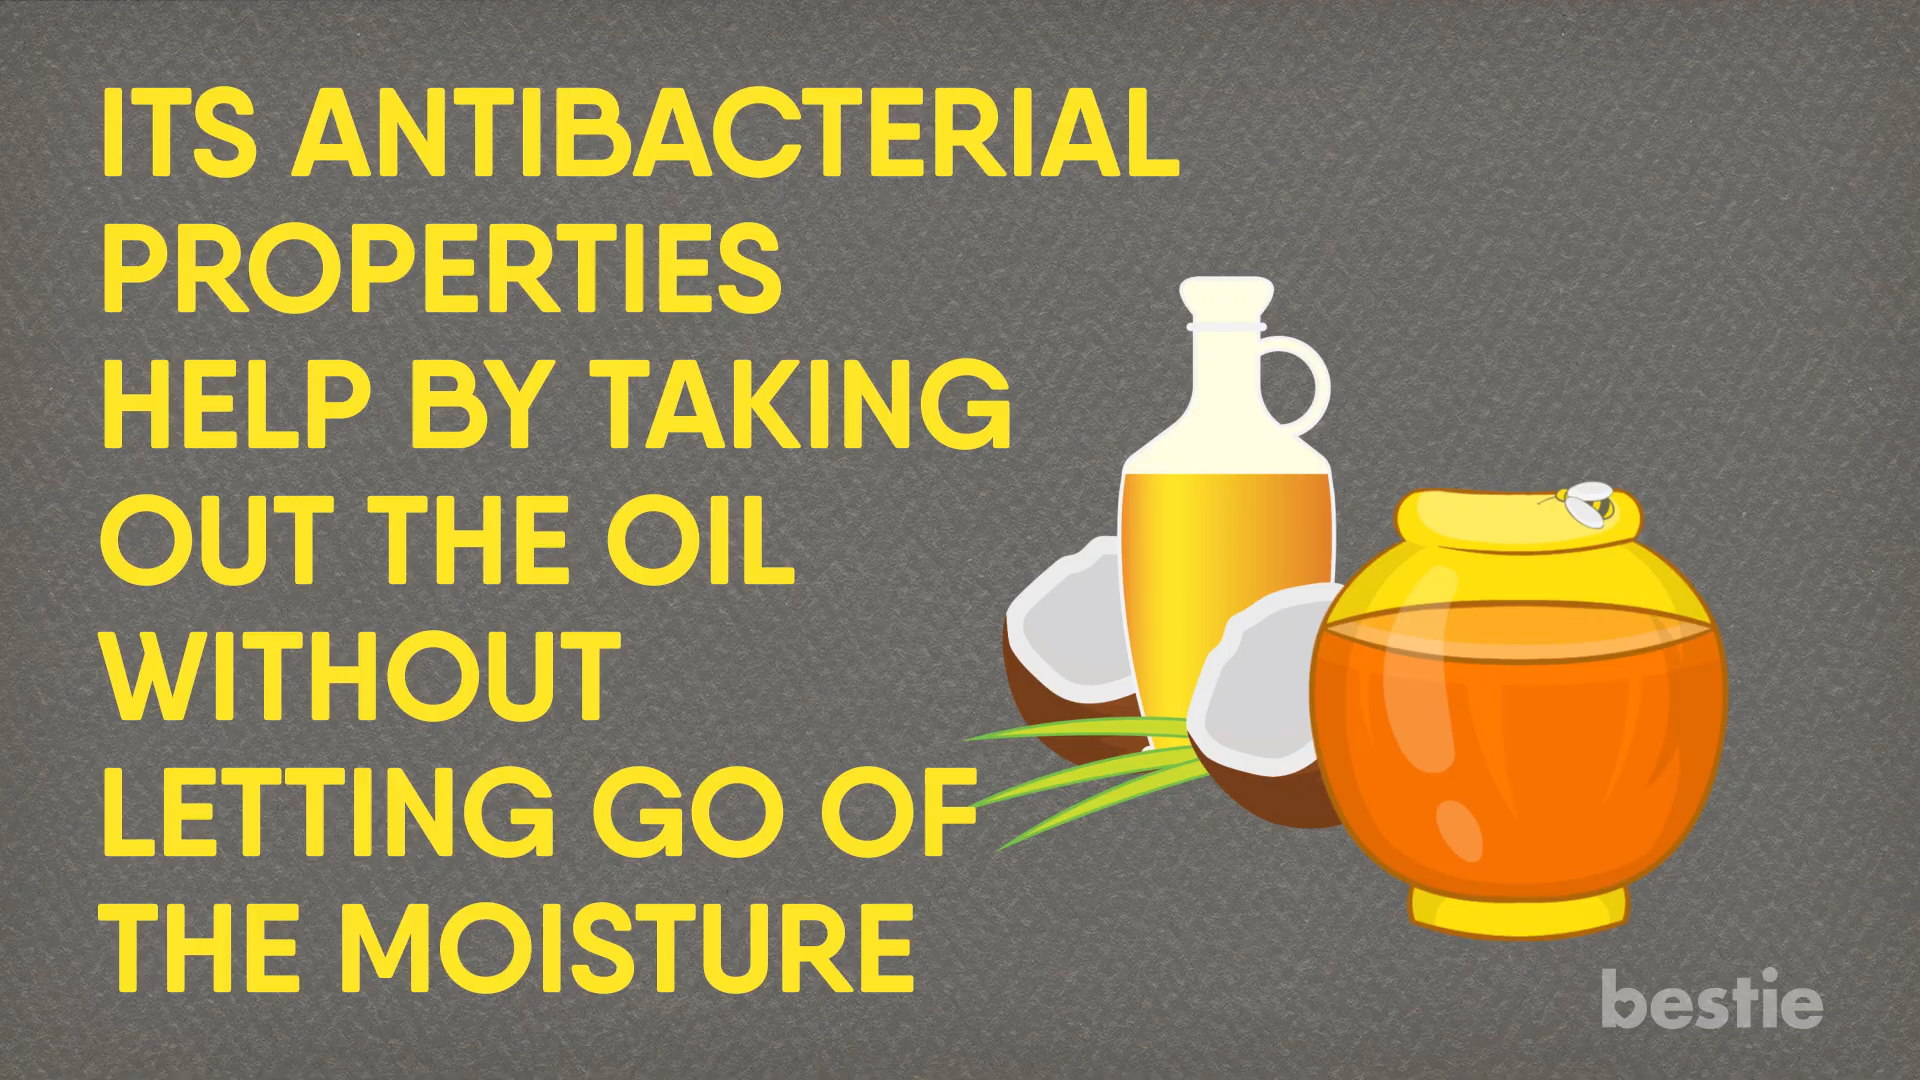 ITS ANTIBACTERIAL
PROPERTIES
HELP BY TAKING
OUT THE OIL
WITHOUT
LETTING GO OF
THE MOISTURE
bestie